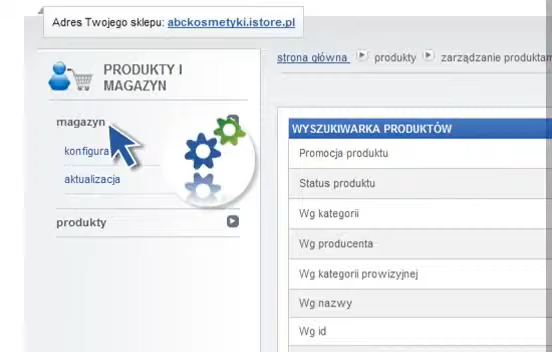 Adres Twojego sklepu: abckosmetyki.istore.pl
PRODUKTY I
MAGAZYN
strona główna produkty zarządzanie produktam
magazyn
konfigura
aktualizacja
produkty
WYSZUKIWARKA PRODUKTÓW
Promocja produktu
Status produktu
Wg kategorii
Wg producenta
Wg kategorii prowizyjnej
Wg nazwy
Wg id